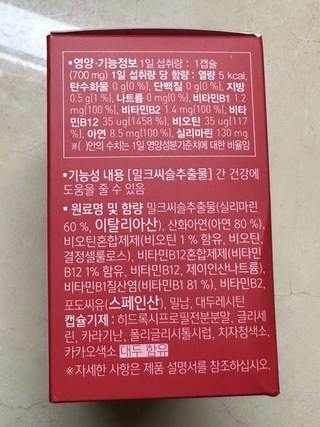 •영양·기능정보 1일 섭취량 : 1캡슐
(700 mg) 1일 섭취량 당 함량 : 열량 5 kcal,
탄수화물 0 g(0 %), 단백질 0 g(0 %), 지방
0.5 g(1 %), 나트륨 0 mg(0 %), 비타민B1 1.2
mg(100 %), 비타민B2 1.4 mg(100 %), 비타
민B12 35 ug(1458 %), 비오틴 35 ug(117
%), 아연 8.5 mg(100 %), 실리마린 130 mg
※( )안의 수치는 1일 영양성분기준치에 대한 비율임
•기능성 내용 [밀크씨슬추출물] 간 건강에
도움을 줄 수 있음
•원료명 및 함량 밀크씨슬추출물(실리마린
60 %, 이탈리아산), 산화아연(아연 80 %),
비오틴혼합제제(비오틴 1 % 함유, 비오틴,
결정셀룰로스), 비타민B12혼합제제(비타민
B12 1% 함유, 비타민B12, 제이인산나트륨),
비타민B1질산염(비타민B1 81 %), 비타민B2,
포도씨유(스페인산), 밀납, 대두레시틴
캡슐기제 : 히드록시프로필전분분말, 글리세
린, 카라기난, 폴리글리시톨시럽, 치자청색소,
카카오색소 대두 함유
※자세한 사항은 제품 설명서를 참조하십시오.